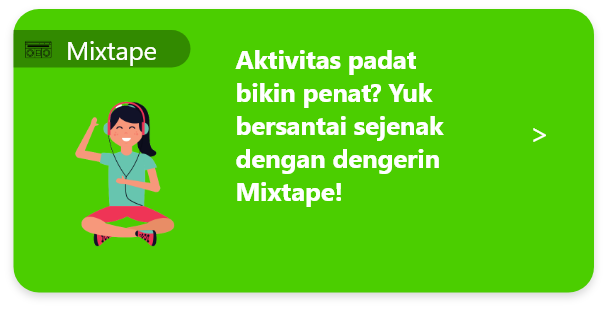 Mixtape
Aktivitas padat
bikin penat? Yuk
bersantai sejenak
dengan dengerin
Mixtape!
>